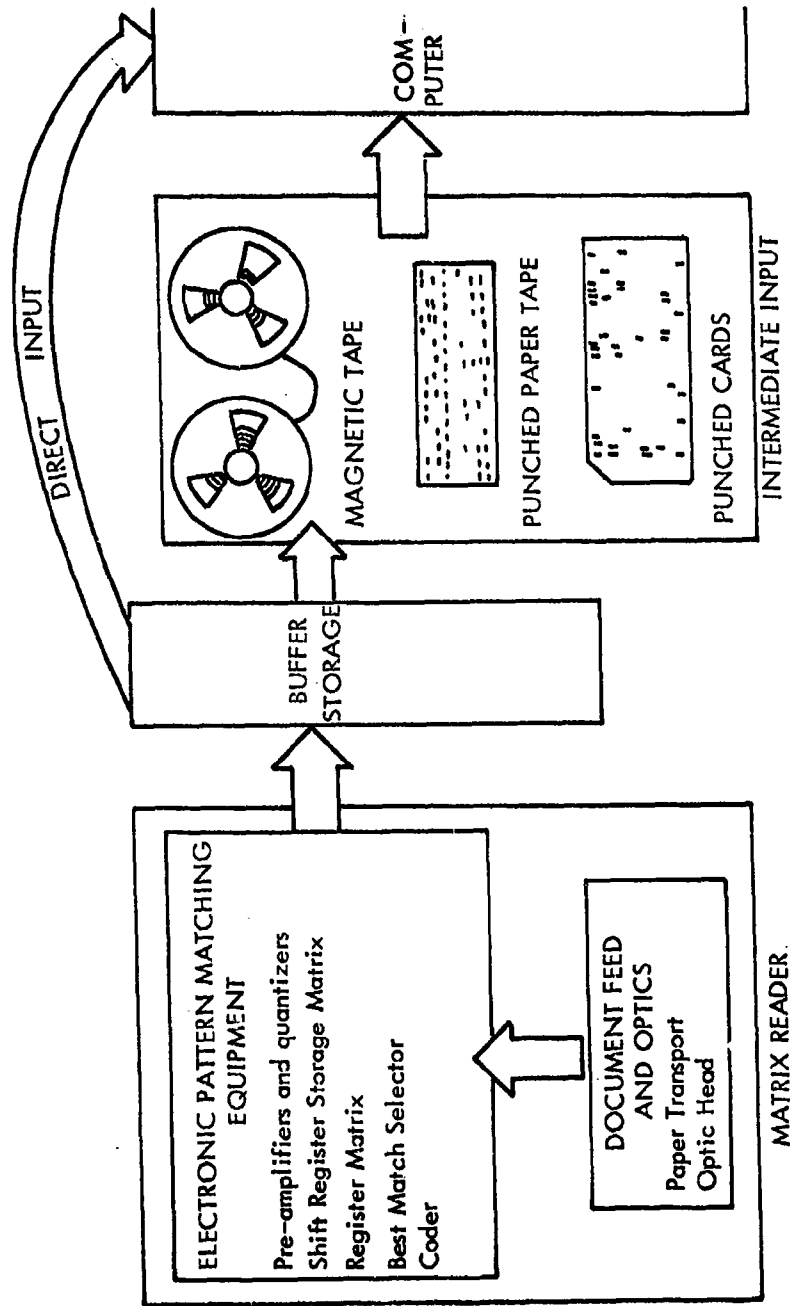 DIRECT INPUT
ELECTRONIC PATTERN MATCHING
EQUIPMENT
Pre-amplifiers and quantizers
Shift Register Storage Matrix
Register Matrix
Best Match Selector
Coder
DOCUMENT FEED
AND OPTICS
Paper Transport
Optic Head
MATRIX READER.
BUFFER
STORAGE
MAGNETIC TAPE
PUNCHED PAPER TAPE
PUNCHED CARDS
INTERMEDIATE INPUT
COM-
PUTER